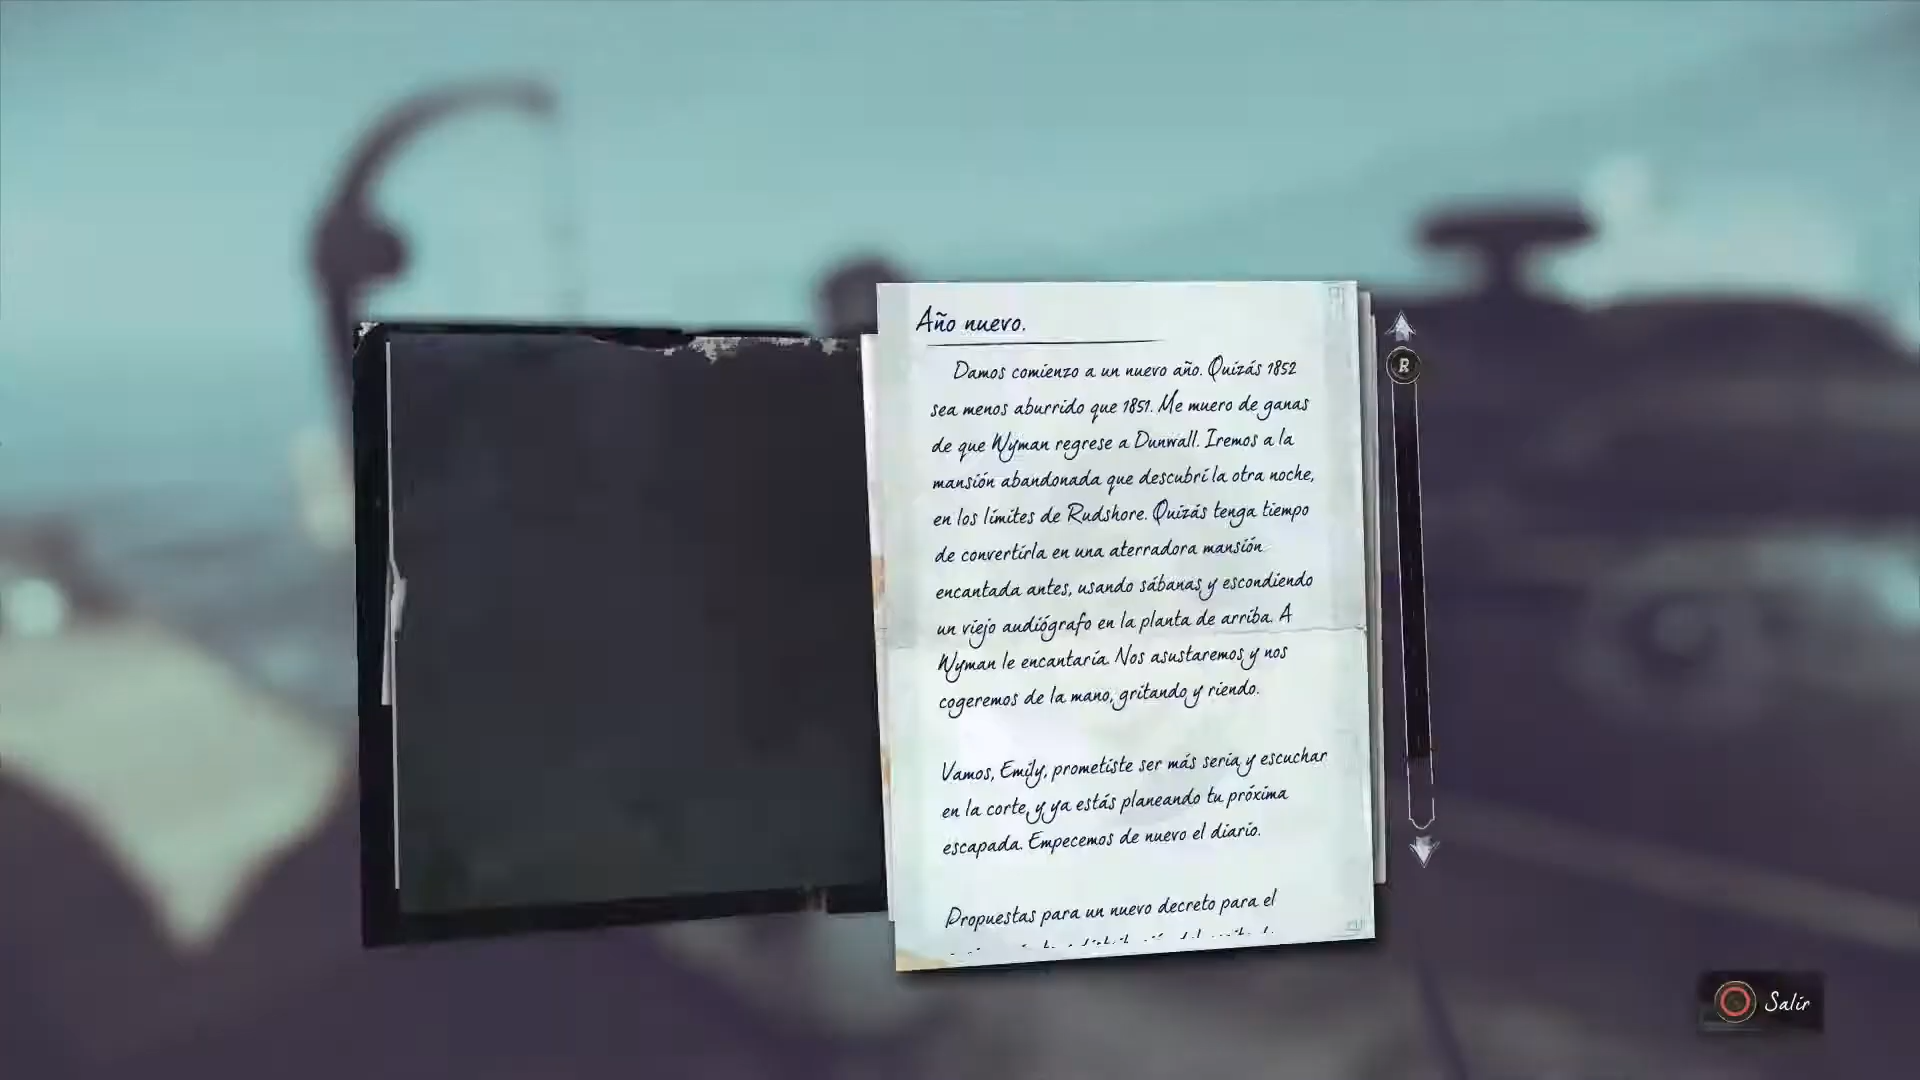 Año nuevo.
Damos comienzo a un nuevo año. Quizás 1852
sea menos aburrido que 1851. Me muero de ganas
de que Wyman regrese a Dunwall. Iremos a la
mansión abandonada que descubrí la otra noche,
en los límites de Rudshore. Quizás tenga tiempo
de convertirla en una aterradora mansión
encantada antes, usando sábanas y escondiendo
un viejo audiógrafo en la planta de arriba. A
Wyman le encantaría. Nos asustaremos y nos
cogeremos de la mano, gritando y riendo.
Vamos, Emily, prometiste ser más seria y escuchar
en la corte, y ya estás planeando tu próxima
escapada. Empecemos de nuevo el diario.
Propuestas para un nuevo decreto para el
R
Salir